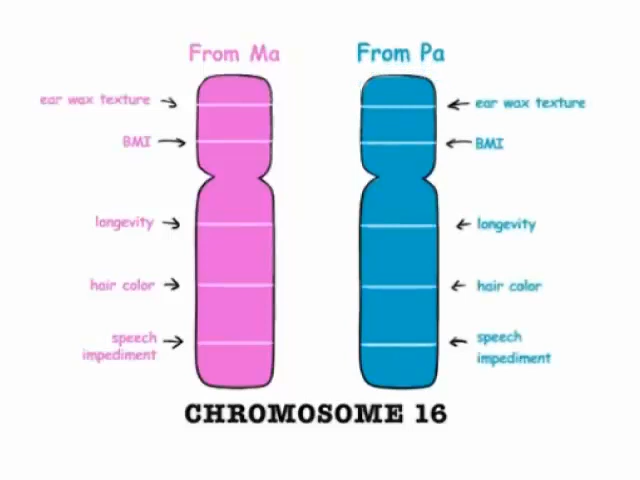 From Ma
From Pa
ear wax texture
ear wax texture
BMI
BMI
longevity
longevity
hair color
hair color
speech
impediment
speech
impediment
CHROMOSOME 16